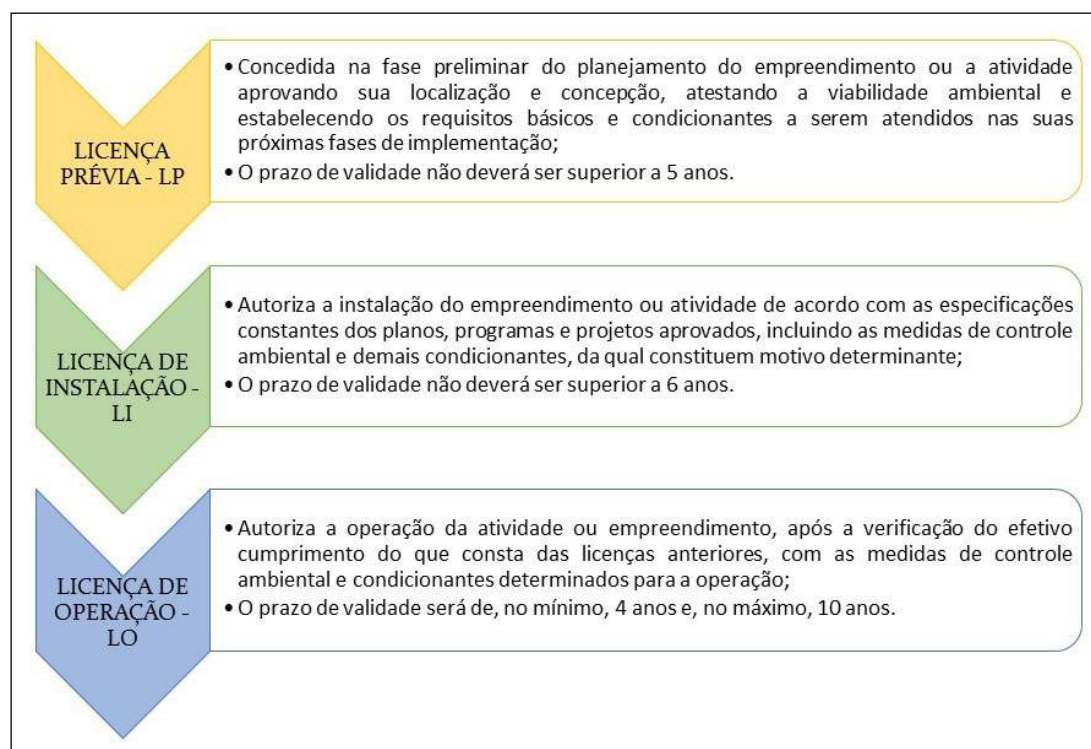 LICENÇA
PRÉVIA - LP
• Concedida na fase preliminar do planejamento do empreendimento ou a atividade
aprovando sua localização e concepção, atestando a viabilidade ambiental e
estabelecendo os requisitos básicos e condicionantes a serem atendidos nas suas
próximas fases de implementação;
• O prazo de validade não deverá ser superior a 5 anos.
LICENÇA DE
INSTALAÇÃO -
LI
• Autoriza a instalação do empreendimento ou atividade de acordo com as especificações
constantes dos planos, programas e projetos aprovados, incluindo as medidas de controle
ambiental e demais condicionantes, da qual constituem motivo determinante;
• O prazo de validade não deverá ser superior a 6 anos.
LICENÇA DE
OPERAÇÃO -
LO
• Autoriza a operação da atividade ou empreendimento, após a verificação do efetivo
cumprimento do que consta das licenças anteriores, com as medidas de controle
ambiental e condicionantes determinados para a operação;
• O prazo de validade será de, no mínimo, 4 anos e, no máximo, 10 anos.